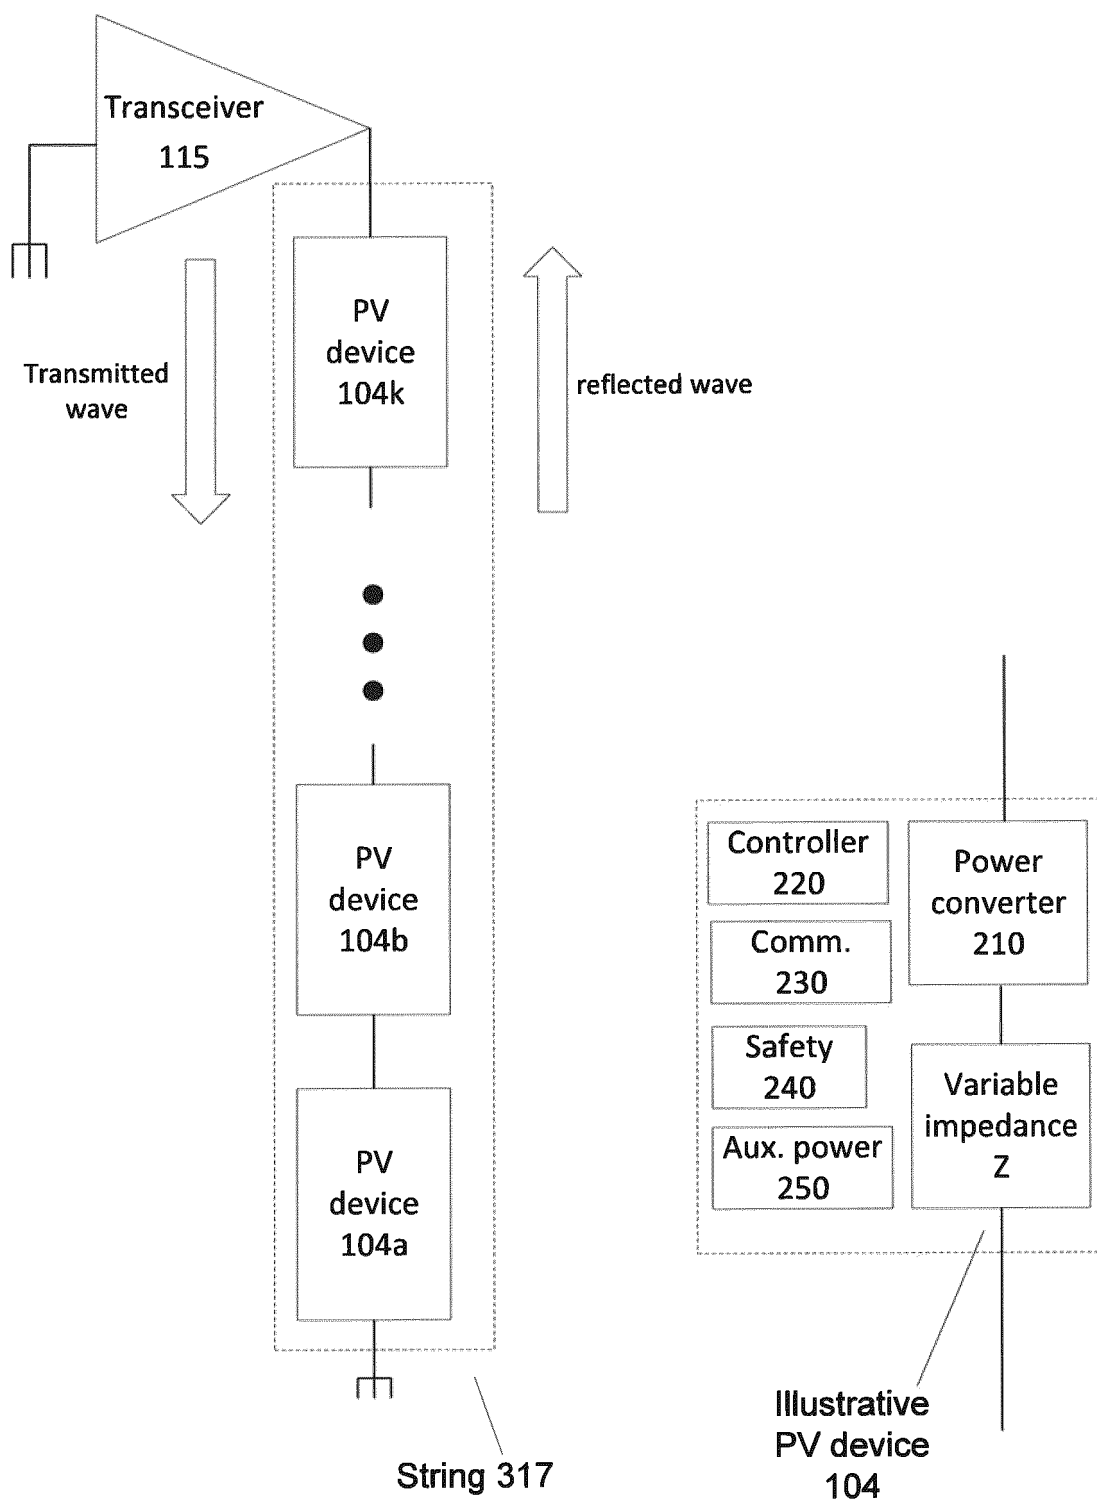 Transceiver
115
PV
device
104k
Transmitted
wave
reflected wave
PV
device
104b
PV
device
104a
String 317
Controller
220
Comm.
230
Safety
240
Aux. power
250
Power
converter
210
Variable
impedance
Z
Illustrative
PV device
104